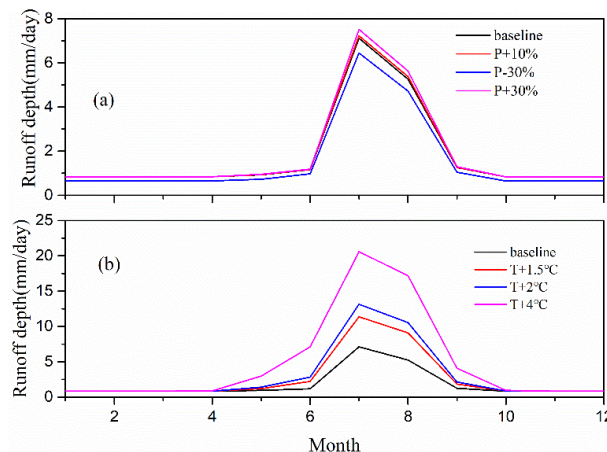 8
6
4
2
0
Runoff depth(mm/day)
(a)
baseline
P+10%
P-30%
P+30%
25
20
15
10
5
0
Runoff depth(mm/day)
(b)
baseline
T+1.5℃
T+2℃
T+4℃
2 4 6 8 10 12
Month